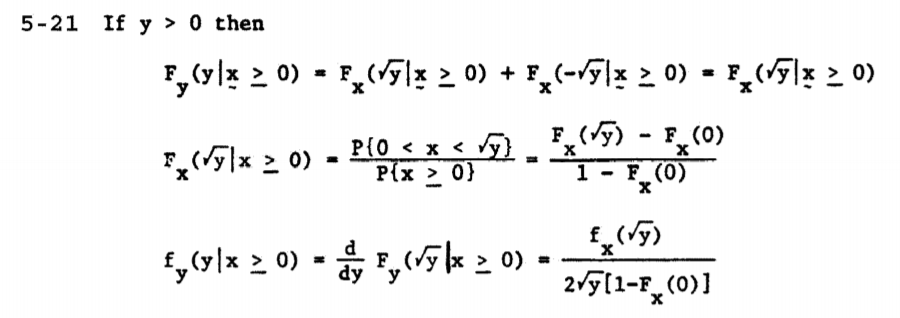 5-21 If y > 0 then
F_y(y|x̰ ≥ 0) = F_x(√y|x̰ ≥ 0) + F_x(-√y|x̰ ≥ 0) = F_x(√y|x̰ ≥ 0)
F_x(√y|x ≥ 0) = P{0 < x < √y} / P{x ≥ 0} = (F_x(√y) - F_x(0)) / (1 - F_x(0))
f_y(y|x ≥ 0) = d/dy F_y(√y|x ≥ 0) = f_x(√y) / 2√y[1-F_x(0)]